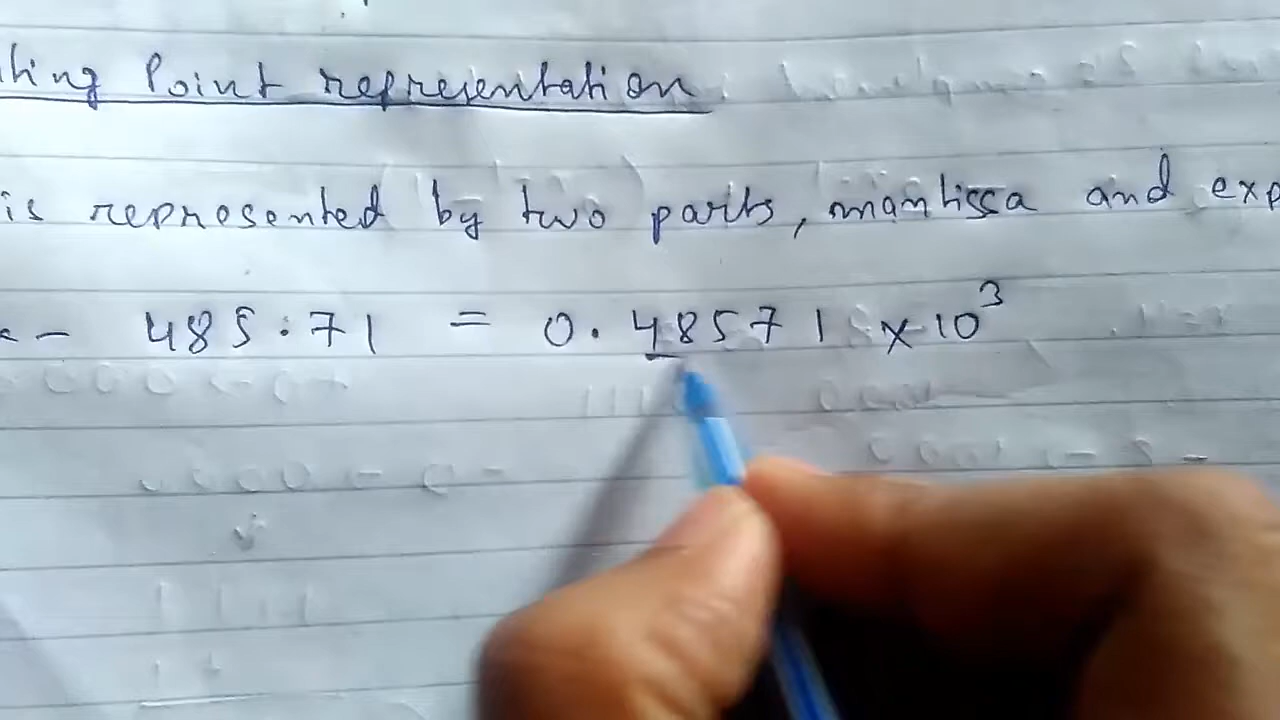 ting Point representation
is represented by two parts, mantissa and exp
- 485.71 = 0.48571 x 10³